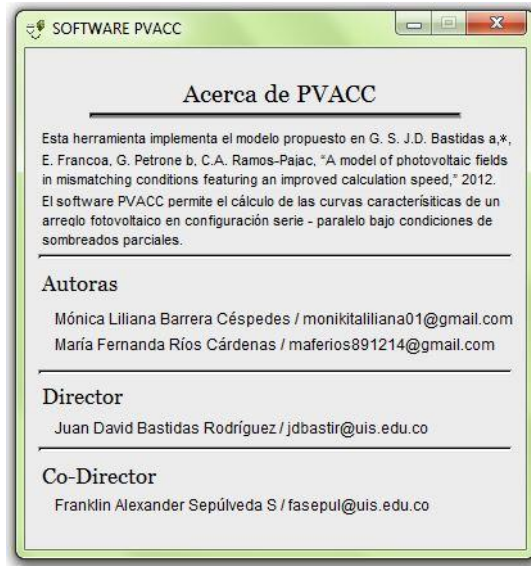 SOFTWARE PVACC
Acerca de PVACC
Esta herramienta implementa el modelo propuesto en G. S. J.D. Bastidas a,*,
E. Francoa, G. Petrone b, C.A. Ramos-Pajac, “A model of photovoltaic fields
in mismatching conditions featuring an improved calculation speed,” 2012.
El software PVACC permite el cálculo de las curvas caracterísiticas de un
arreglo fotovoltaico en configuración serie - paralelo bajo condiciones de
sombreados parciales.
Autoras
Mónica Liliana Barrera Céspedes / monikitaliliana01@gmail.com
María Fernanda Ríos Cárdenas / maferios891214@gmail.com
Director
Juan David Bastidas Rodríguez / jdbastir@uis.edu.co
Co-Director
Franklin Alexander Sepúlveda S / fasepul@uis.edu.co